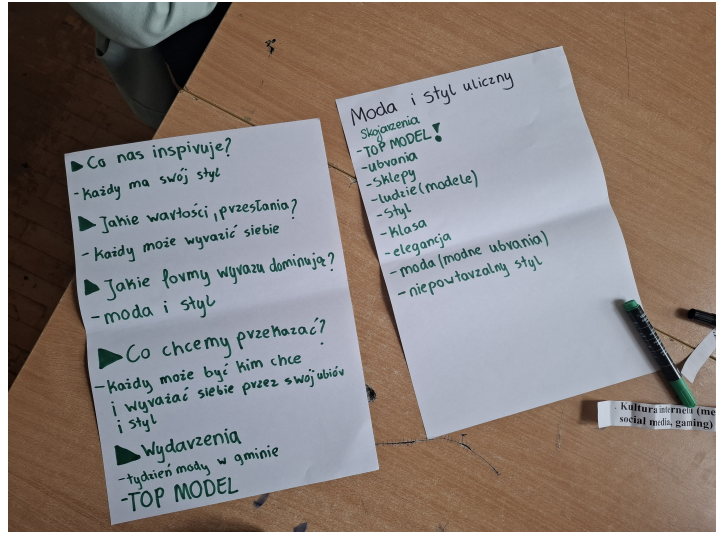 ▶ Co nas inspiruje?
- Każdy ma swój styl
▶ Jakie wartości, przesłania?
- Każdy może wyrazić siebie
▶ Jakie formy wyrazu dominują?
- moda i styl
▶ Co chcemy przekazać?
- Każdy może być kim chce
i wyrażać siebie przez swój ubiór
i styl
▶ Wydarzenia
- tydzień mody w gminie
- TOP MODEL
Moda i styl uliczny
Skojarzenia
- TOP MODEL!
- ubrania
- Sklepy
- ludzie (modele)
- Styl
- Klasa
- elegancja
- moda (modne ubrania)
- niepowtarzalny styl
Kultura internetu (me
social media, gaming)